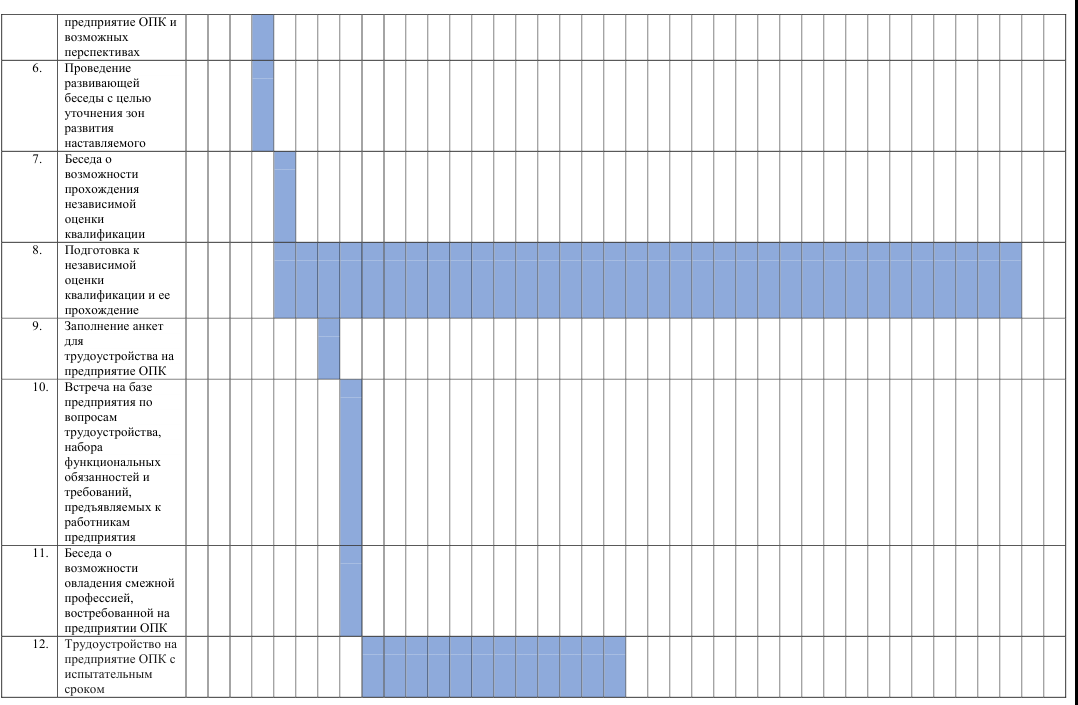 предприятие ОПК и
возможных
перспективах
6. Проведение
развивающей
беседы с целью
уточнения зон
развития
наставляемого
7. Беседа о
возможности
прохождения
независимой
оценки
квалификации
8. Подготовка к
независимой
оценки
квалификации и ее
прохождение
9. Заполнение анкет
для
трудоустройства на
предприятие ОПК
10. Встреча на базе
предприятия по
вопросам
трудоустройства,
набора
функциональных
обязанностей и
требований,
предъявляемых к
работникам
предприятия
11. Беседа о
возможности
овладения смежной
профессией,
востребованной на
предприятии ОПК
12. Трудоустройство на
предприятие ОПК с
испытательным
сроком